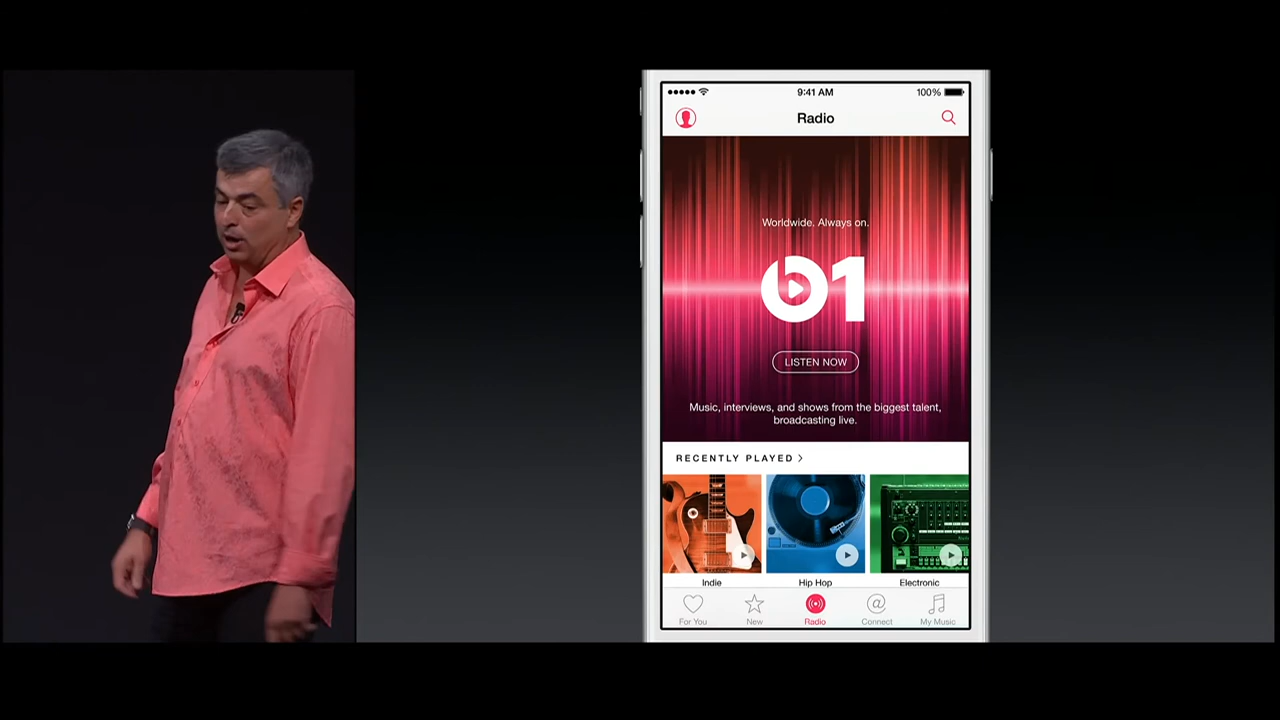 9:41 AM
100%
Radio
Worldwide. Always on.
b1
LISTEN NOW
Music, interviews, and shows from the biggest talent,
broadcasting live.
RECENTLY PLAYED >
Indie
Hip Hop
Electronic
For You
New
Radio
@
Connect
My Music